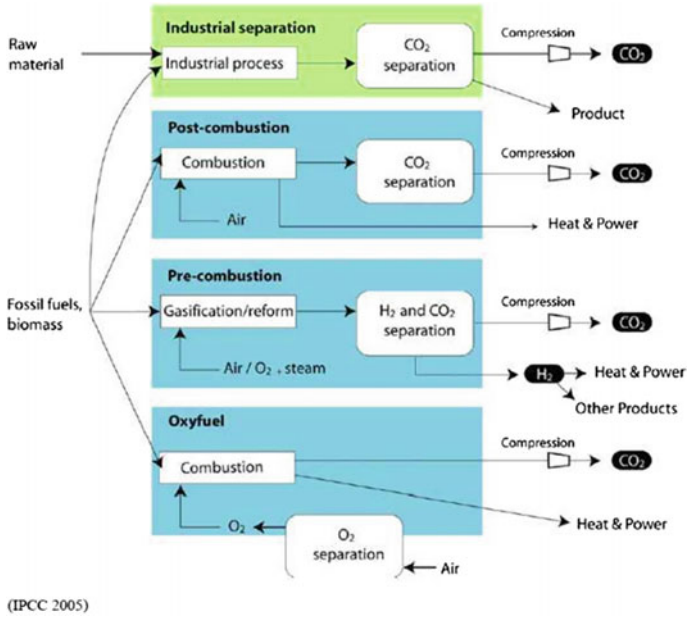 Industrial separation
Raw
material
Industrial process
CO₂
separation
Compression
CO₂
Product
Post-combustion
Combustion
CO₂
separation
Compression
CO₂
Air
Heat & Power
Fossil fuels,
biomass
Pre-combustion
Gasification/reform
H₂ and CO₂
separation
Compression
CO₂
Air / O₂ + steam
H₂
Heat & Power
Other Products
Oxyfuel
Combustion
Compression
CO₂
O₂
O₂
separation
Heat & Power
Air
(IPCC 2005)